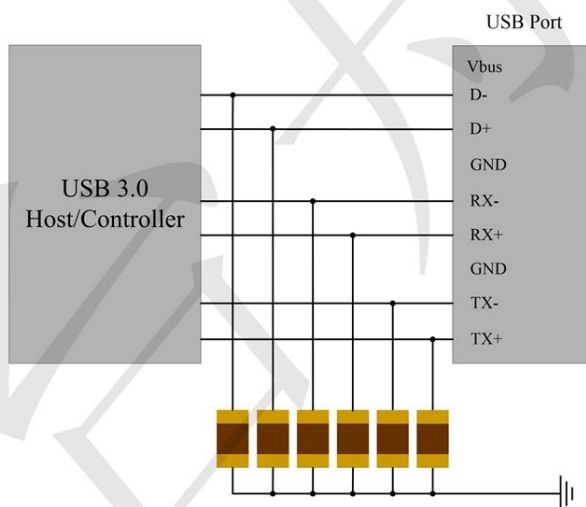 USB Port
USB 3.0
Host/Controller
Vbus
D-
D+
GND
RX-
RX+
GND
TX-
TX+